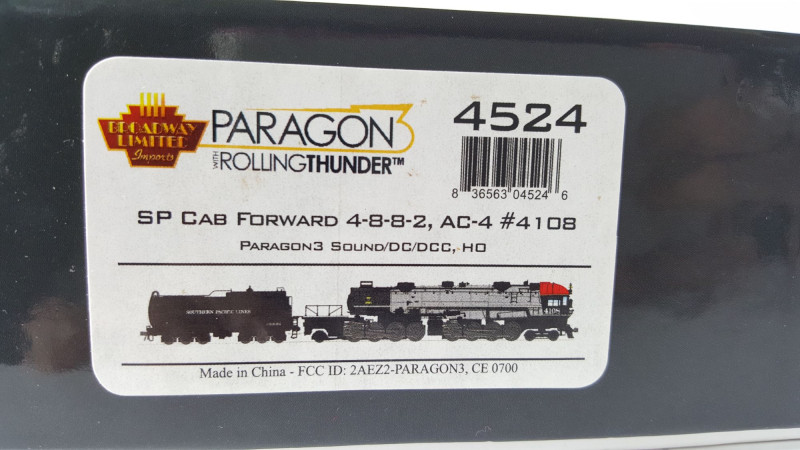 BROADWAY
LIMITED
Imports
PARAGON3
WITH ROLLINGTHUNDER™
4524
8 36563 04524 6
SP CAB FORWARD 4-8-8-2, AC-4 #4108
PARAGON3 SOUND/DC/DCC, HO
SOUTHERN PACIFIC LINES
4108
Made in China - FCC ID: 2AEZ2-PARAGON3, CE 0700